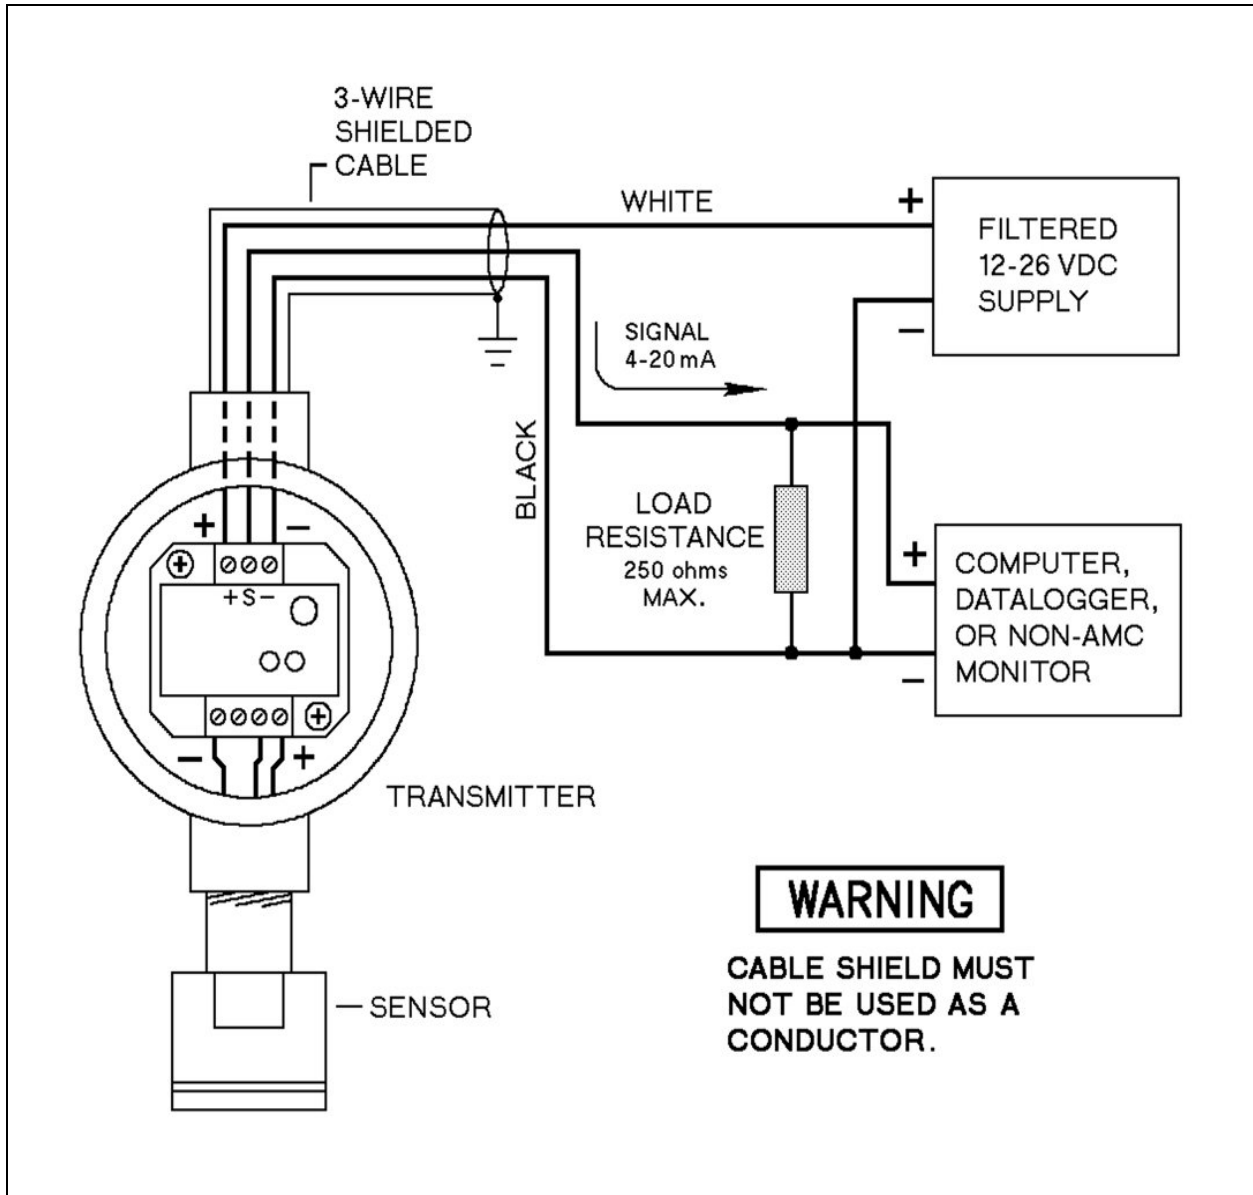 3-WIRE
SHIELDED
CABLE
WHITE
+
FILTERED
12-26 VDC
SUPPLY
−
SIGNAL
4-20 mA
BLACK
LOAD
RESISTANCE
250 ohms
MAX.
+
COMPUTER,
DATALOGGER,
OR NON-AMC
MONITOR
−
+ −
+S−
− +
TRANSMITTER
SENSOR
WARNING
CABLE SHIELD MUST
NOT BE USED AS A
CONDUCTOR.